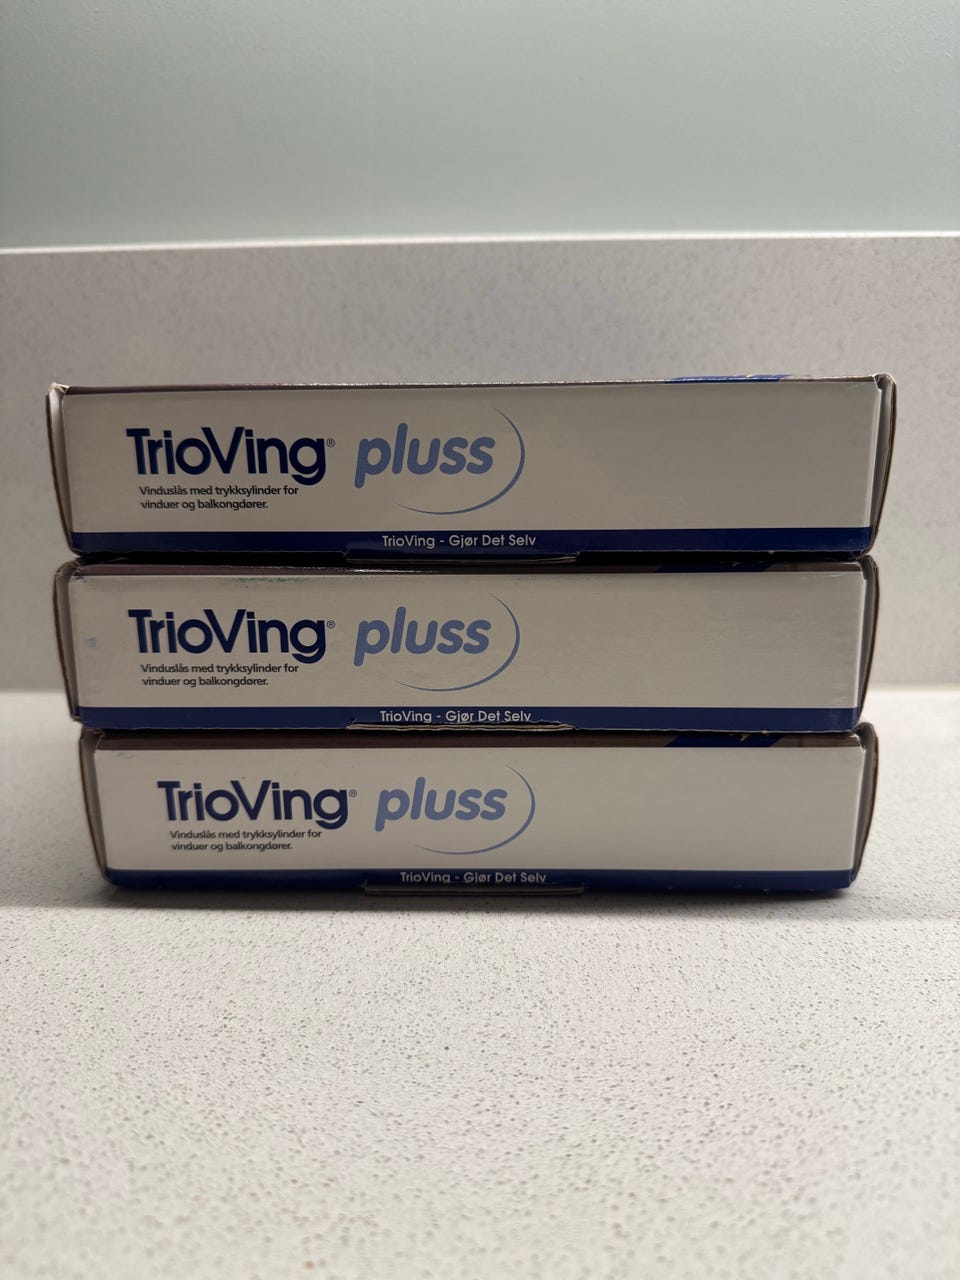 TrioVing® pluss
Vinduslås med trykksylinder for
vinduer og balkongdører.
TrioVing - Gjør Det Selv
TrioVing® pluss
Vinduslås med trykksylinder for
vinduer og balkongdører.
TrioVing - Gjør Det Selv
TrioVing® pluss
Vinduslås med trykksylinder for
vinduer og balkongdører.
TrioVing - Gjør Det Selv